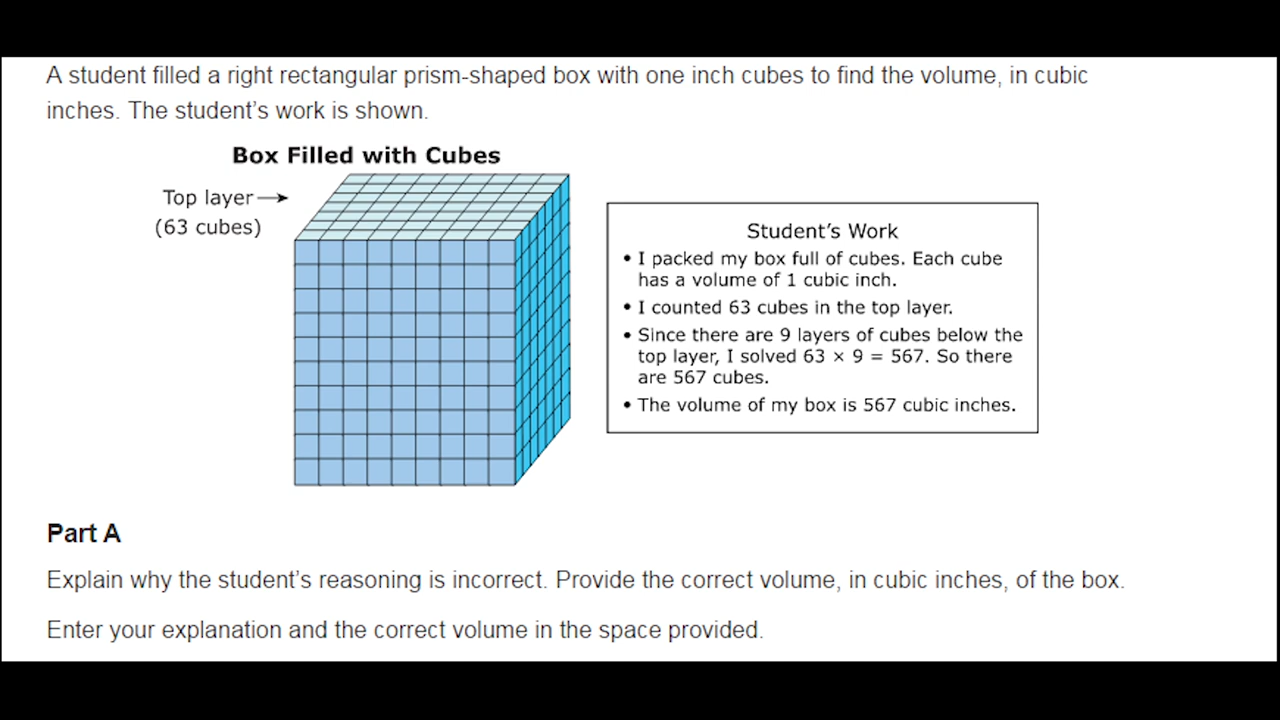 A student filled a right rectangular prism-shaped box with one inch cubes to find the volume, in cubic
inches. The student’s work is shown.
Box Filled with Cubes
Top layer
(63 cubes)
Student’s Work
• I packed my box full of cubes. Each cube
has a volume of 1 cubic inch.
• I counted 63 cubes in the top layer.
• Since there are 9 layers of cubes below the
top layer, I solved 63 × 9 = 567. So there
are 567 cubes.
• The volume of my box is 567 cubic inches.
Part A
Explain why the student’s reasoning is incorrect. Provide the correct volume, in cubic inches, of the box.
Enter your explanation and the correct volume in the space provided.